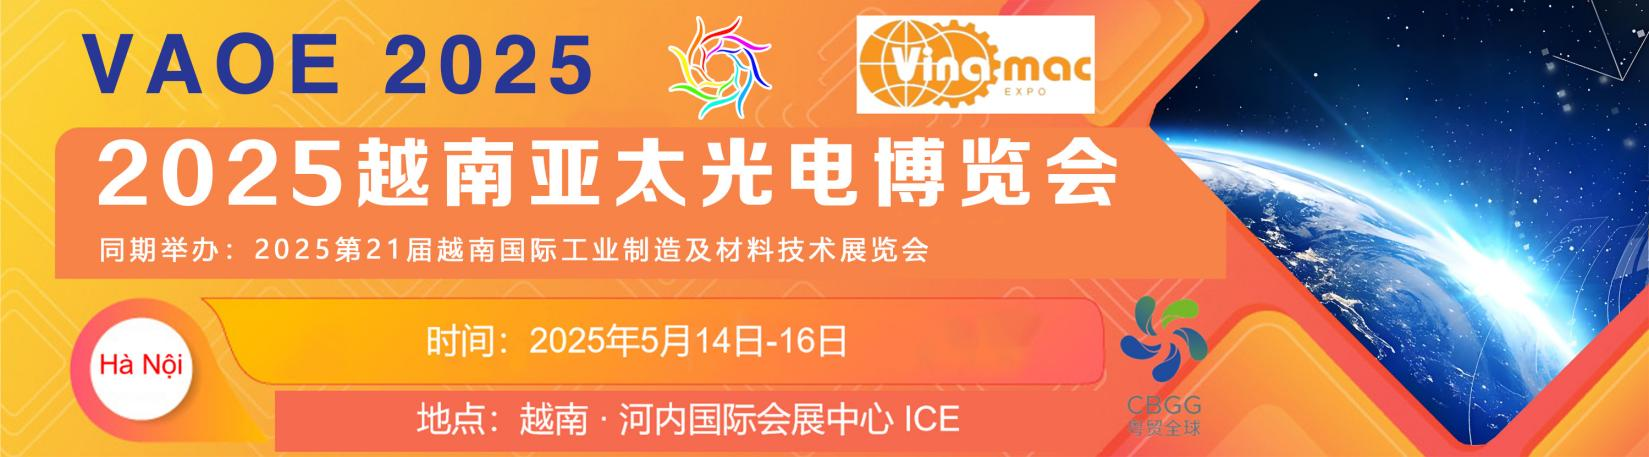 VAOE 2025
Vinamac
EXPO
2025越南亚太光电博览会
同期举办：2025第21届越南国际工业制造及材料技术展览会
Hà Nội
时间：2025年5月14日-16日
地点：越南·河内国际会展中心 ICE
CBGG
粤贸全球